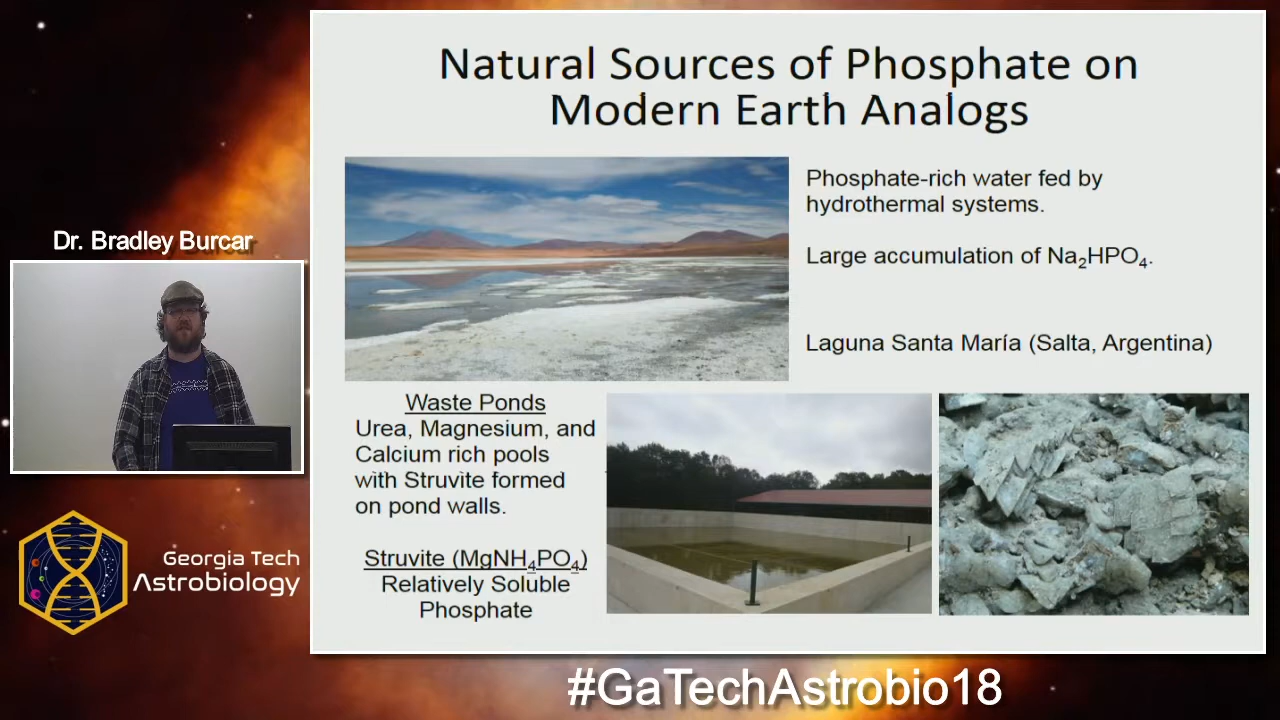 Natural Sources of Phosphate on
Modern Earth Analogs
Phosphate-rich water fed by
hydrothermal systems.
Large accumulation of Na₂HPO₄.
Laguna Santa María (Salta, Argentina)
Dr. Bradley Burcar
Waste Ponds
Urea, Magnesium, and
Calcium rich pools
with Struvite formed
on pond walls.
Struvite (MgNH₄PO₄)
Relatively Soluble
Phosphate
Georgia Tech
Astrobiology
#GaTechAstrobio18